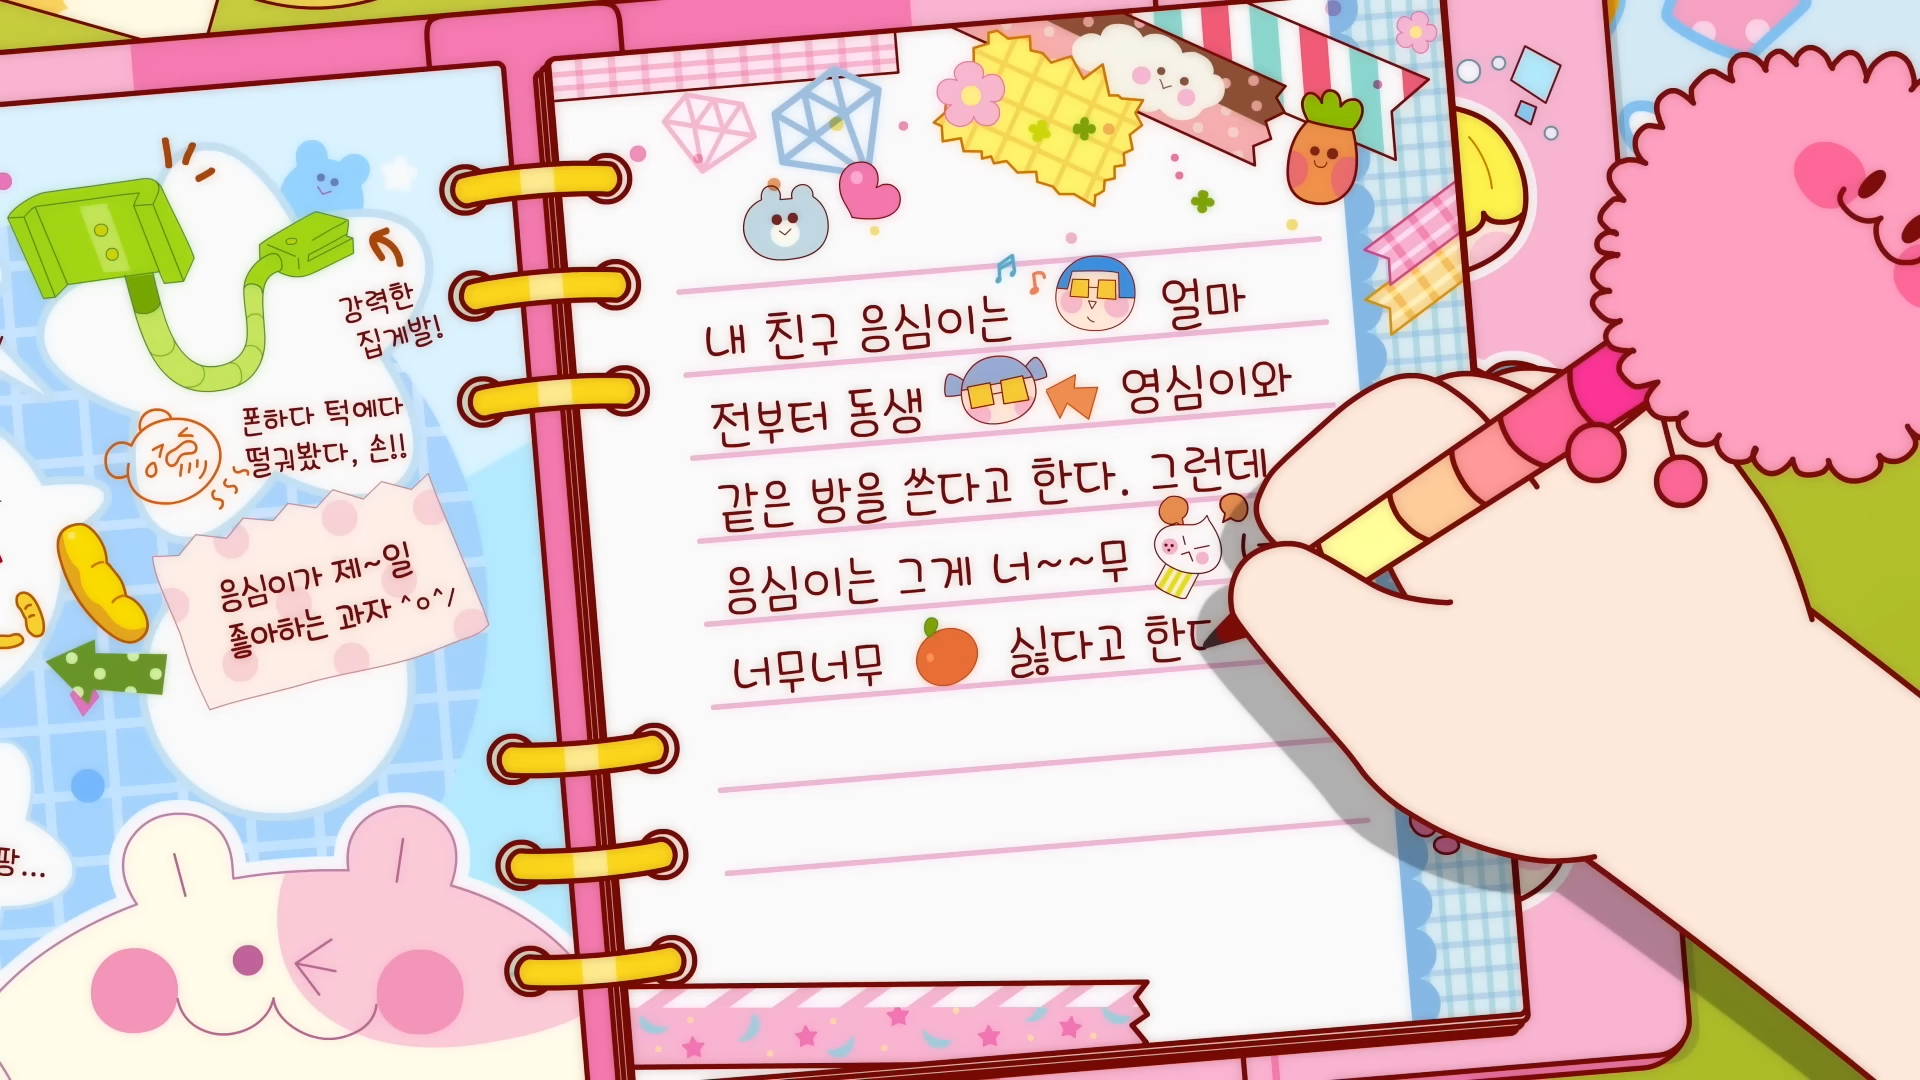 강력한
집게발!
폰하다 턱에다
떨궈봤다, 손!!
응심이가 제~일
좋아하는 과자 ^o^/
팡...
내 친구 응심이는 얼마
전부터 동생 영심이와
같은 방을 쓴다고 한다. 그런데
응심이는 그게 너~~무
너무너무 싫다고 한다